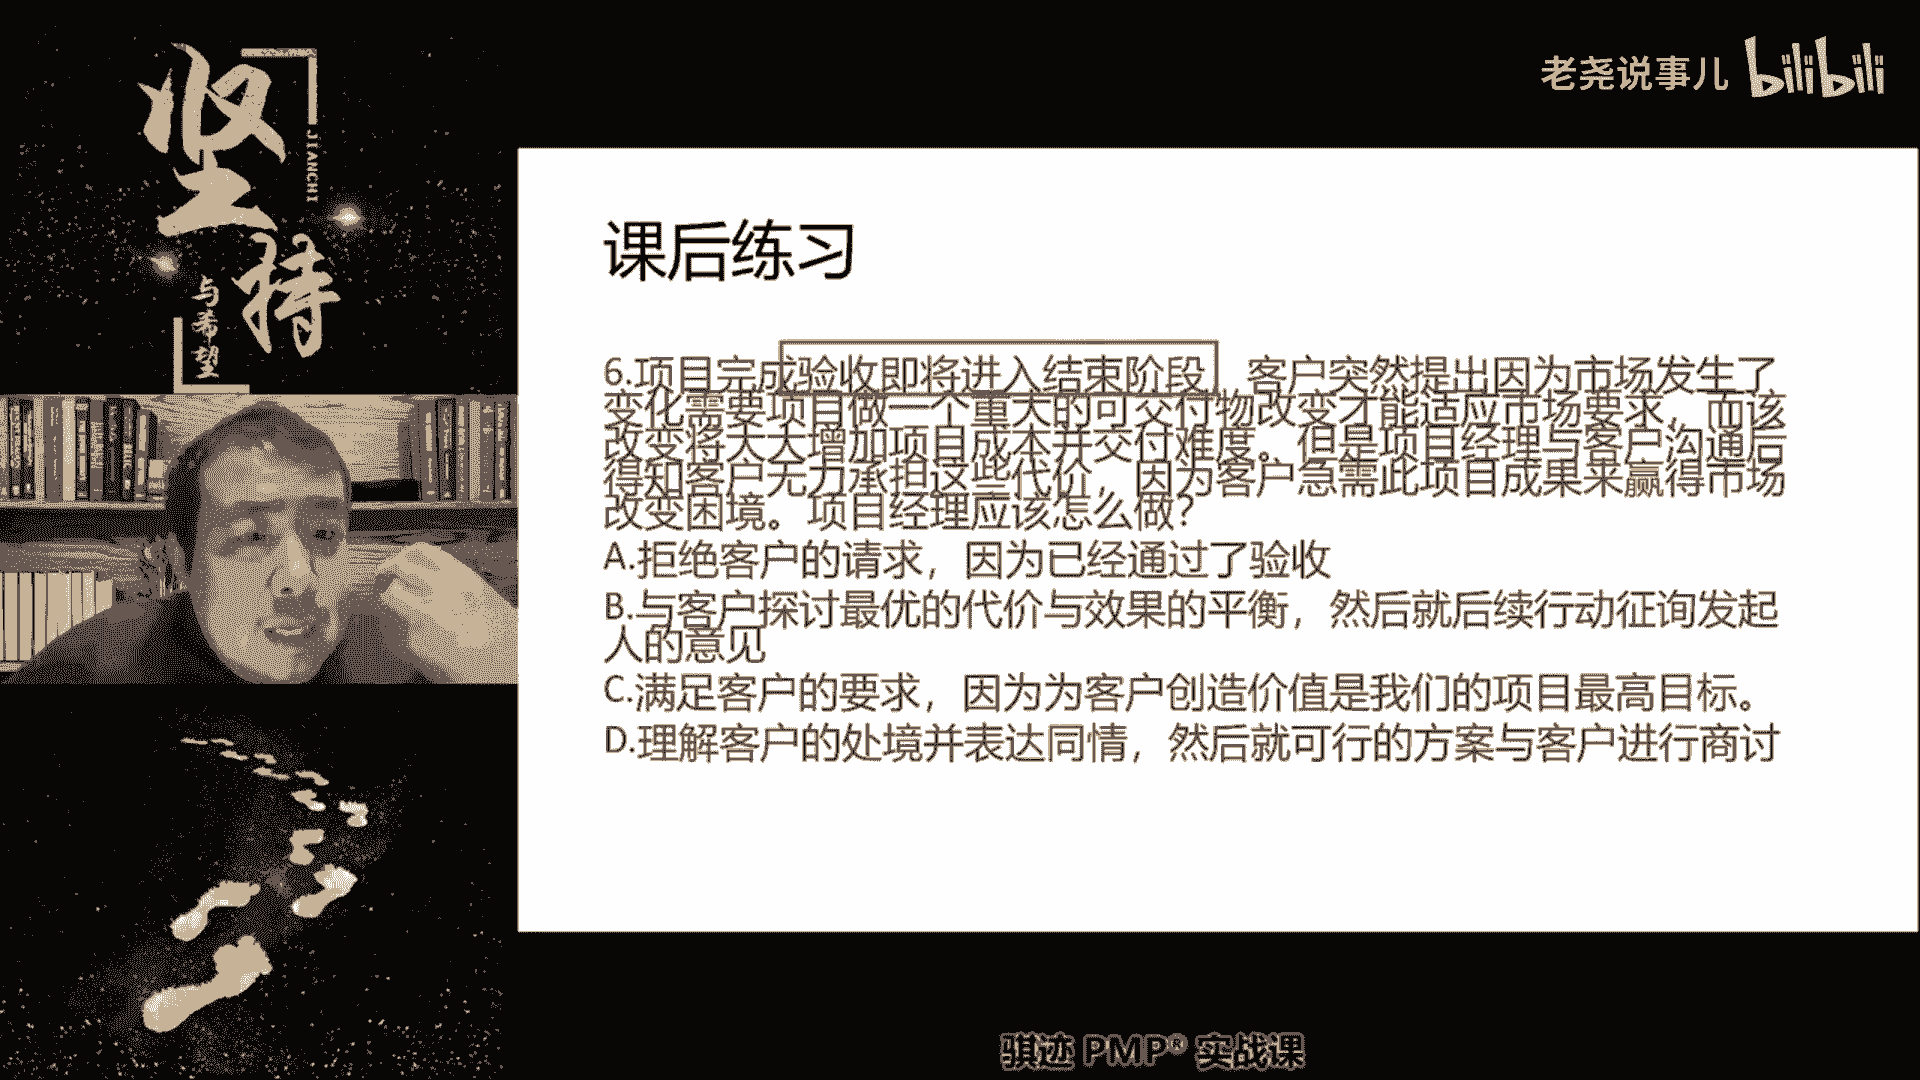 坚持
JIANCHI
与希望
老尧说事儿 bilibili
课后练习
6.项目完成验收即将进入结束阶段，客户突然提出因为市场发生了
变化需要项目做一个重大的可交付物改变才能适应市场要求，而该
改变将大大增加项目成本并交付难度。但是项目经理与客户沟通后
得知客户无力承担这些代价，因为客户急需此项目成果来赢得市场
改变困境。项目经理应该怎么做？
A.拒绝客户的请求，因为已经通过了验收
B.与客户探讨最优的代价与效果的平衡，然后就后续行动征询发起
人的意见
C.满足客户的要求，因为为客户创造价值是我们的项目最高目标。
D.理解客户的处境并表达同情，然后就可行的方案与客户进行商讨
骐迹 PMP® 实战课